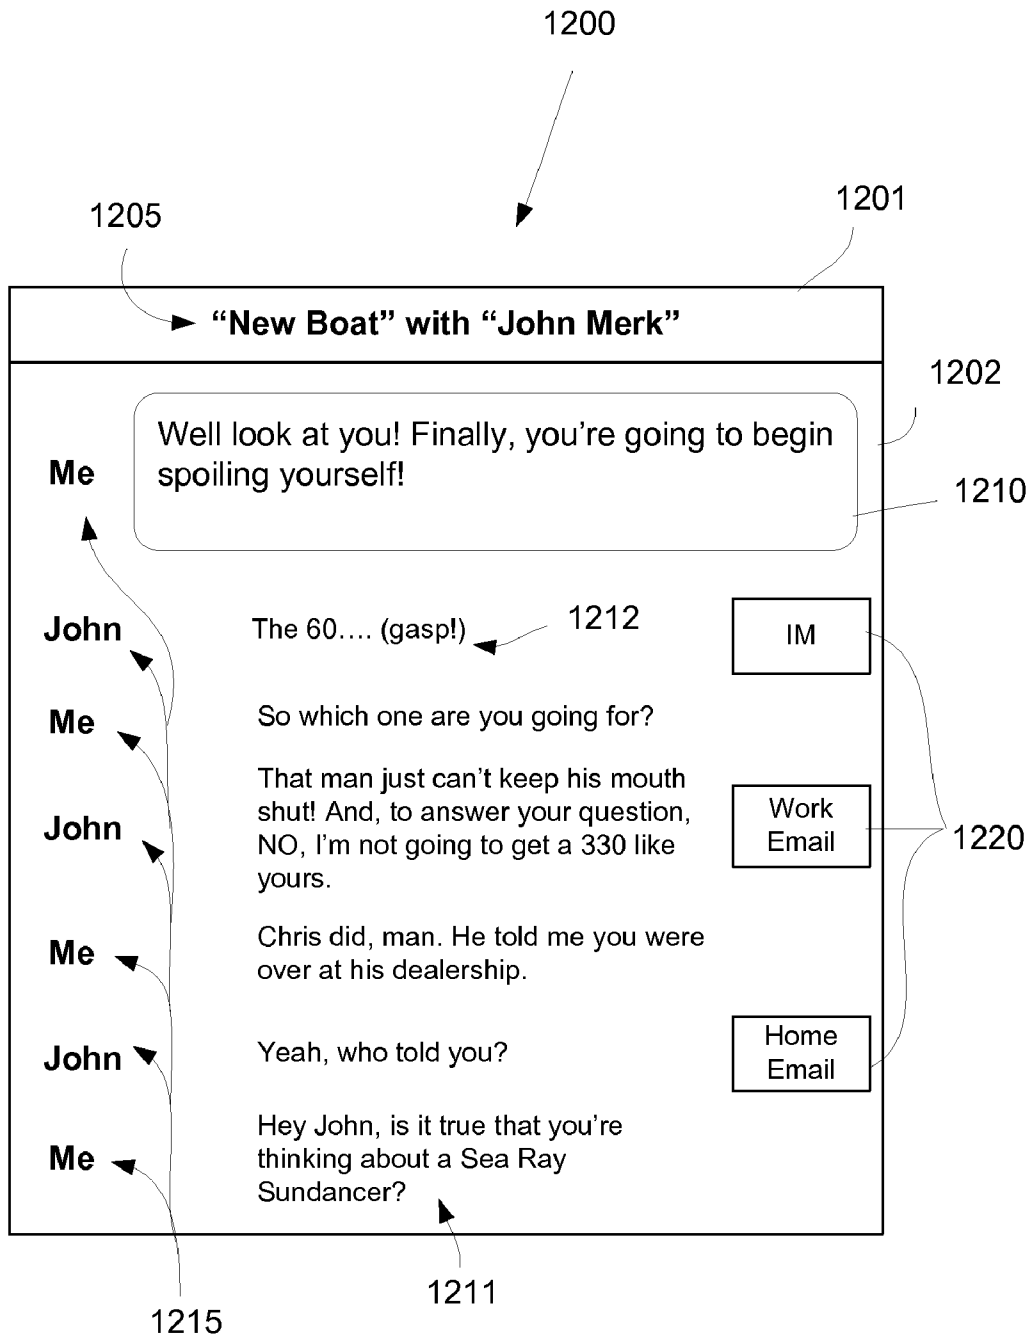 1200
1201
1205
“New Boat” with “John Merk”
1202
Well look at you! Finally, you’re going to begin
spoiling yourself!
Me
1210
John
The 60…. (gasp!)
1212
IM
Me
So which one are you going for?
John
That man just can’t keep his mouth
shut! And, to answer your question,
NO, I’m not going to get a 330 like
yours.
Work
Email
1220
Me
Chris did, man. He told me you were
over at his dealership.
John
Yeah, who told you?
Home
Email
Me
Hey John, is it true that you’re
thinking about a Sea Ray
Sundancer?
1211
1215